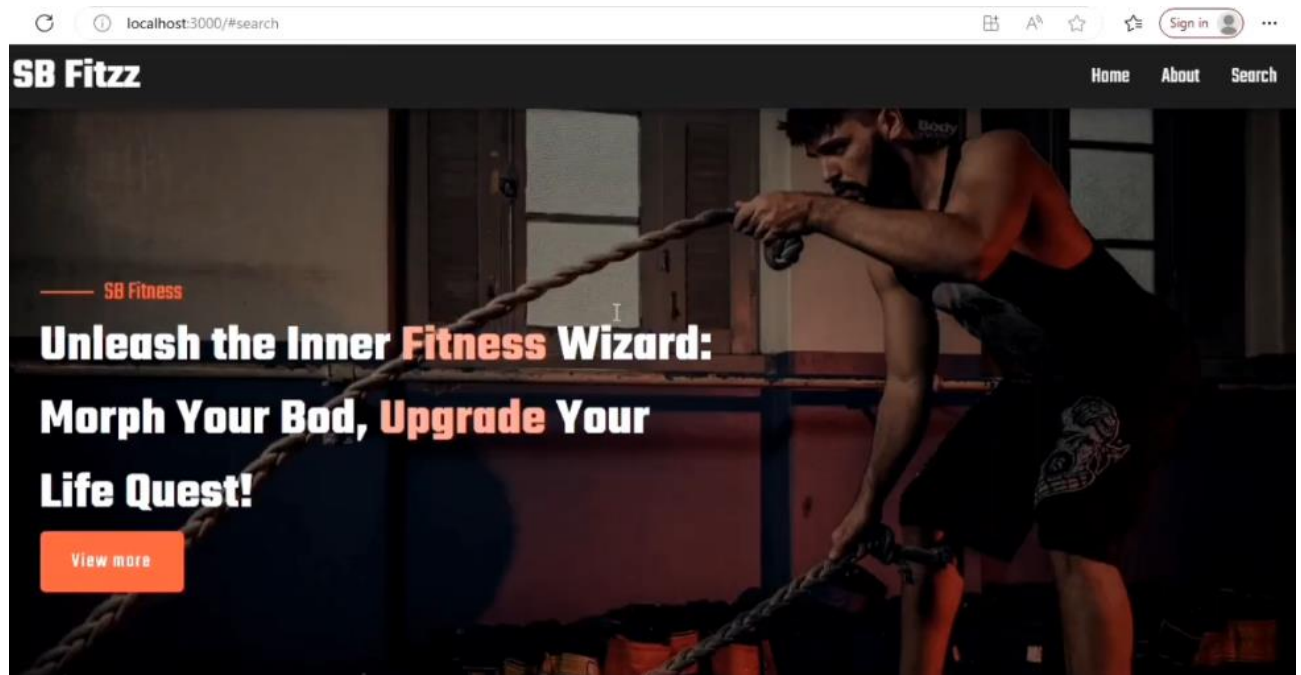 localhost:3000/#search
Sign in
SB Fitzz
Home About Search
Body
SB Fitness
Unleash the Inner Fitness Wizard:
Morph Your Bod, Upgrade Your
Life Quest!
View more